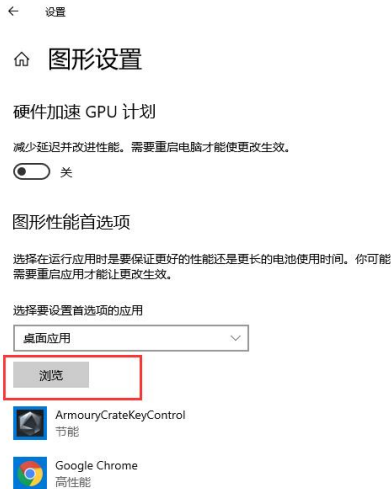 设置
图形设置
硬件加速 GPU 计划
减少延迟并改进性能。需要重启电脑才能使更改生效。
关
图形性能首选项
选择在运行应用时是要保证更好的性能还是更长的电池使用时间。你可能
需要重启应用才能让更改生效。
选择要设置首选项的应用
桌面应用
浏览
ArmouryCrateKeyControl
节能
Google Chrome
高性能